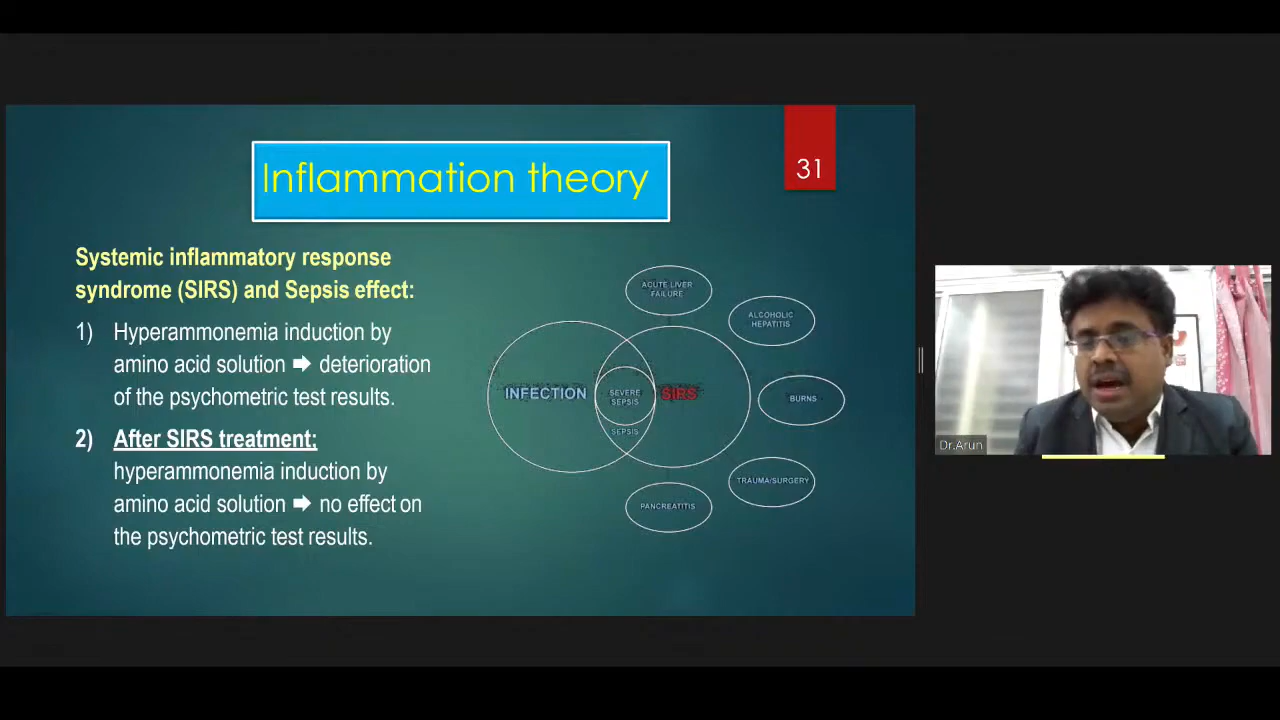 Inflammation theory
31
Systemic inflammatory response
syndrome (SIRS) and Sepsis effect:
1) Hyperammonemia induction by
amino acid solution ➡ deterioration
of the psychometric test results.
2) After SIRS treatment;
hyperammonemia induction by
amino acid solution ➡ no effect on
the psychometric test results.
ACUTE LIVER
FAILURE
ALCOHOLIC
HEPATITIS
INFECTION
SEVERE
SEPSIS
SIRS
BURNS
SEPSIS
TRAUMA/SURGERY
PANCREATITIS
Dr.Arun